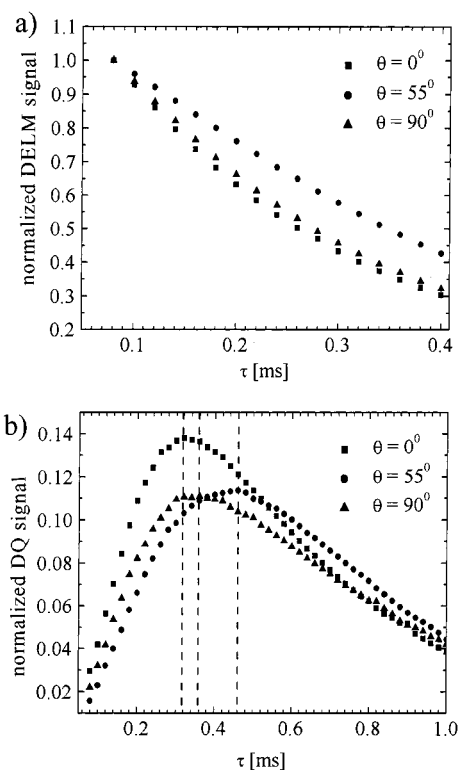 a)
normalized DELM signal
1.0
0.9
0.8
0.7
0.6
0.5
0.4
0.3
0.2
θ = 0⁰
θ = 55⁰
θ = 90⁰
0.1
0.2
0.3
0.4
τ [ms]
b)
normalized DQ signal
0.14
0.12
0.10
0.08
0.06
0.04
0.02
θ = 0⁰
θ = 55⁰
θ = 90⁰
0.2
0.4
0.6
0.8
1.0
τ [ms]